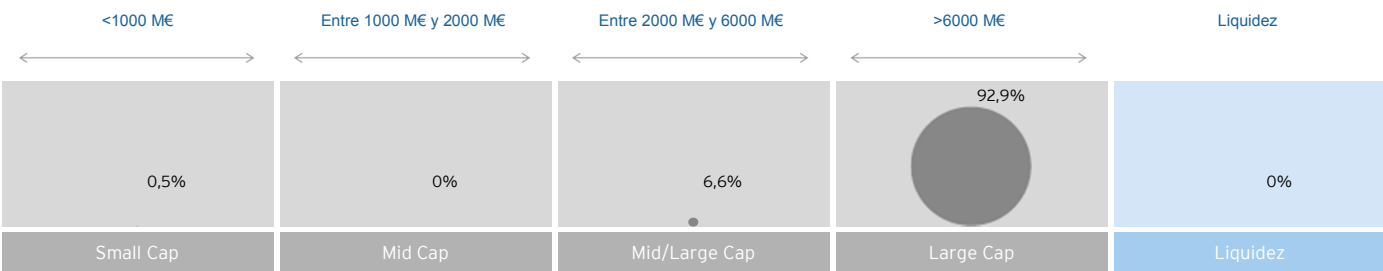 <1000 M€
Entre 1000 M€ y 2000 M€
Entre 2000 M€ y 6000 M€
>6000 M€
Liquidez
92,9%
0,5%
0%
6,6%
0%
Small Cap
Mid Cap
Mid/Large Cap
Large Cap
Liquidez